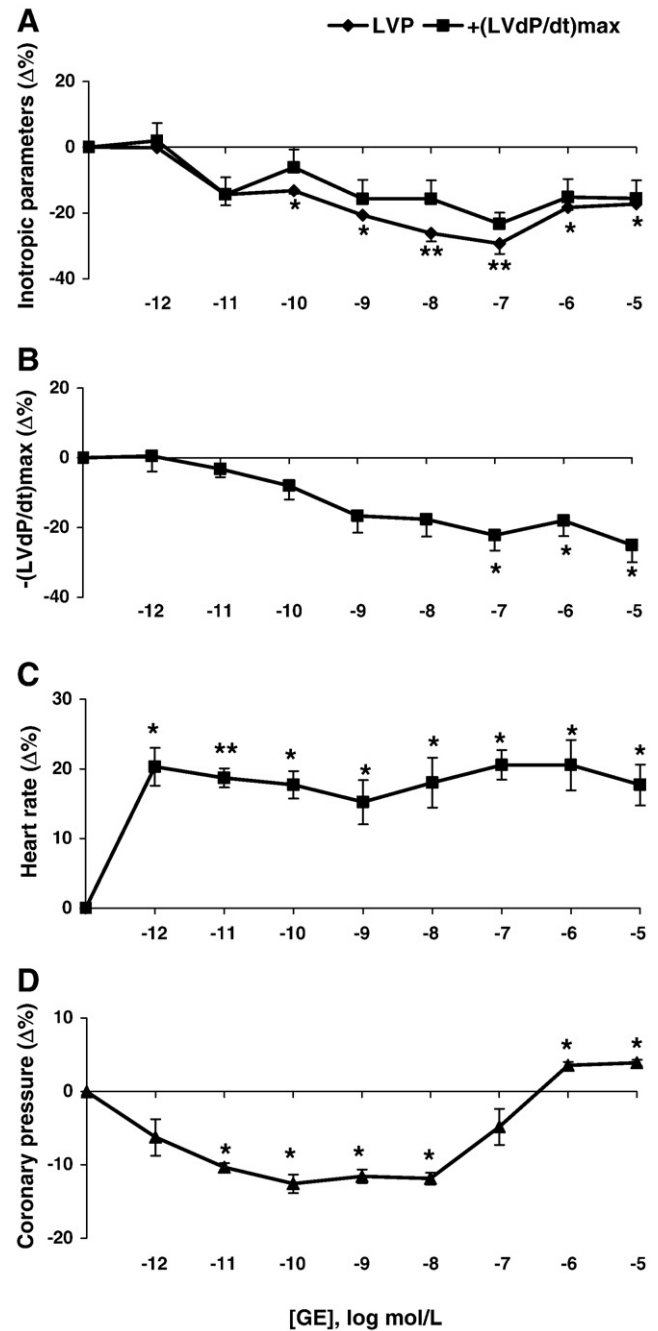 A
LVP +(LVdP/dt)max
Inotropic parameters (Δ%)
20
0
-20
-40
* * ** ** * *
-12 -11 -10 -9 -8 -7 -6 -5
B
-(LVdP/dt)max (Δ%)
20
0
-20
-40
* * *
-12 -11 -10 -9 -8 -7 -6 -5
C
Heart rate (Δ%)
30
20
10
0
* ** * * * * * *
-12 -11 -10 -9 -8 -7 -6 -5
D
Coronary pressure (Δ%)
10
0
-10
-20
* * * * * *
-12 -11 -10 -9 -8 -7 -6 -5
[GE], log mol/L